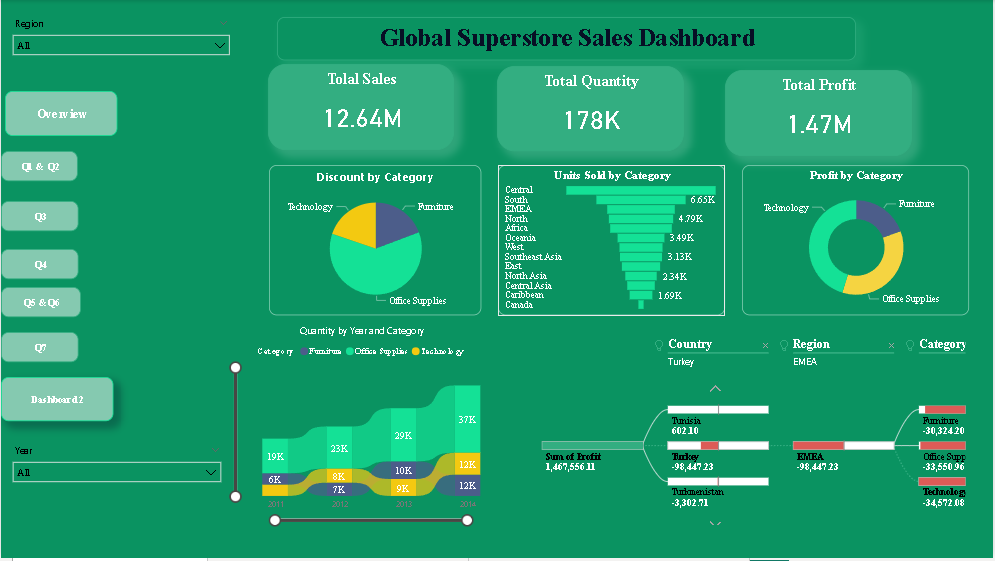 Region
All
Global Superstore Sales Dashboard
Tolal Sales
12.64M
Total Quantity
178K
Total Profit
1.47M
Overview
Q1 & Q2
Q3
Q4
Q5 & Q6
Q7
Dashboard2
Year
All
Discount by Category
Technology
Furniture
Office Supplies
Units Sold by Category
Central
South 6.65K
EMEA
North 4.79K
Africa
Oceania 3.49K
West
Southeast Asia 3.13K
East
North Asia 2.34K
Central Asia
Caribbean 1.69K
Canada
Profit by Category
Technology
Furniture
Office Supplies
Quantity by Year and Category
Category Furniture Office Supplies Technology
19K
6K
23K
8K
7K
29K
10K
9K
37K
12K
12K
2011 2012 2013 2014
Country
Turkey
Region
EMEA
Category
Sum of Profit
1,467,556.11
Tunisia
602.10
Turkey
-98,447.23
Turkmenistan
-3,302.71
EMEA
-98,447.23
Furniture
-30,324.20
Office Supp
-33,550.96
Technology
-34,572.08